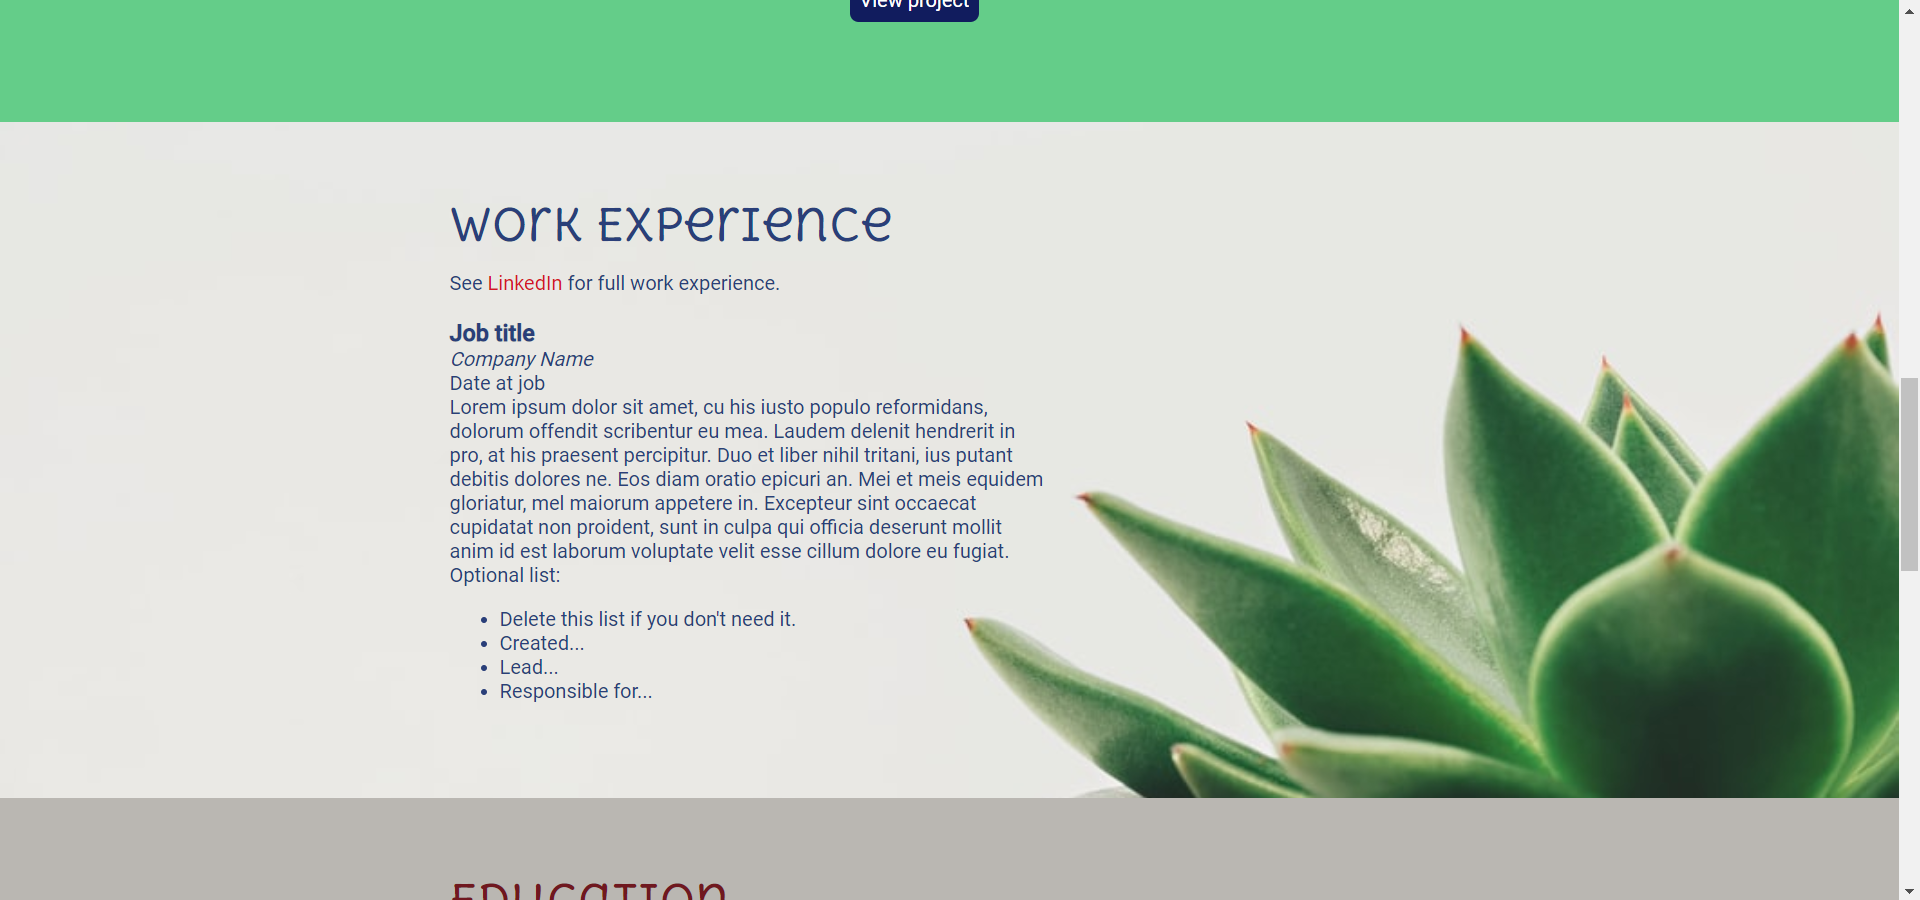 View project
Work Experience
See LinkedIn for full work experience.
Job title
Company Name
Date at job
Lorem ipsum dolor sit amet, cu his iusto populo reformidans,
dolorum offendit scribentur eu mea. Laudem delenit hendrerit in
pro, at his praesent percipitur. Duo et liber nihil tritani, ius putant
debitis dolores ne. Eos diam oratio epicuri an. Mei et meis equidem
gloriatur, mel maiorum appetere in. Excepteur sint occaecat
cupidatat non proident, sunt in culpa qui officia deserunt mollit
anim id est laborum voluptate velit esse cillum dolore eu fugiat.
Optional list:
• Delete this list if you don't need it.
• Created...
• Lead...
• Responsible for...
Education